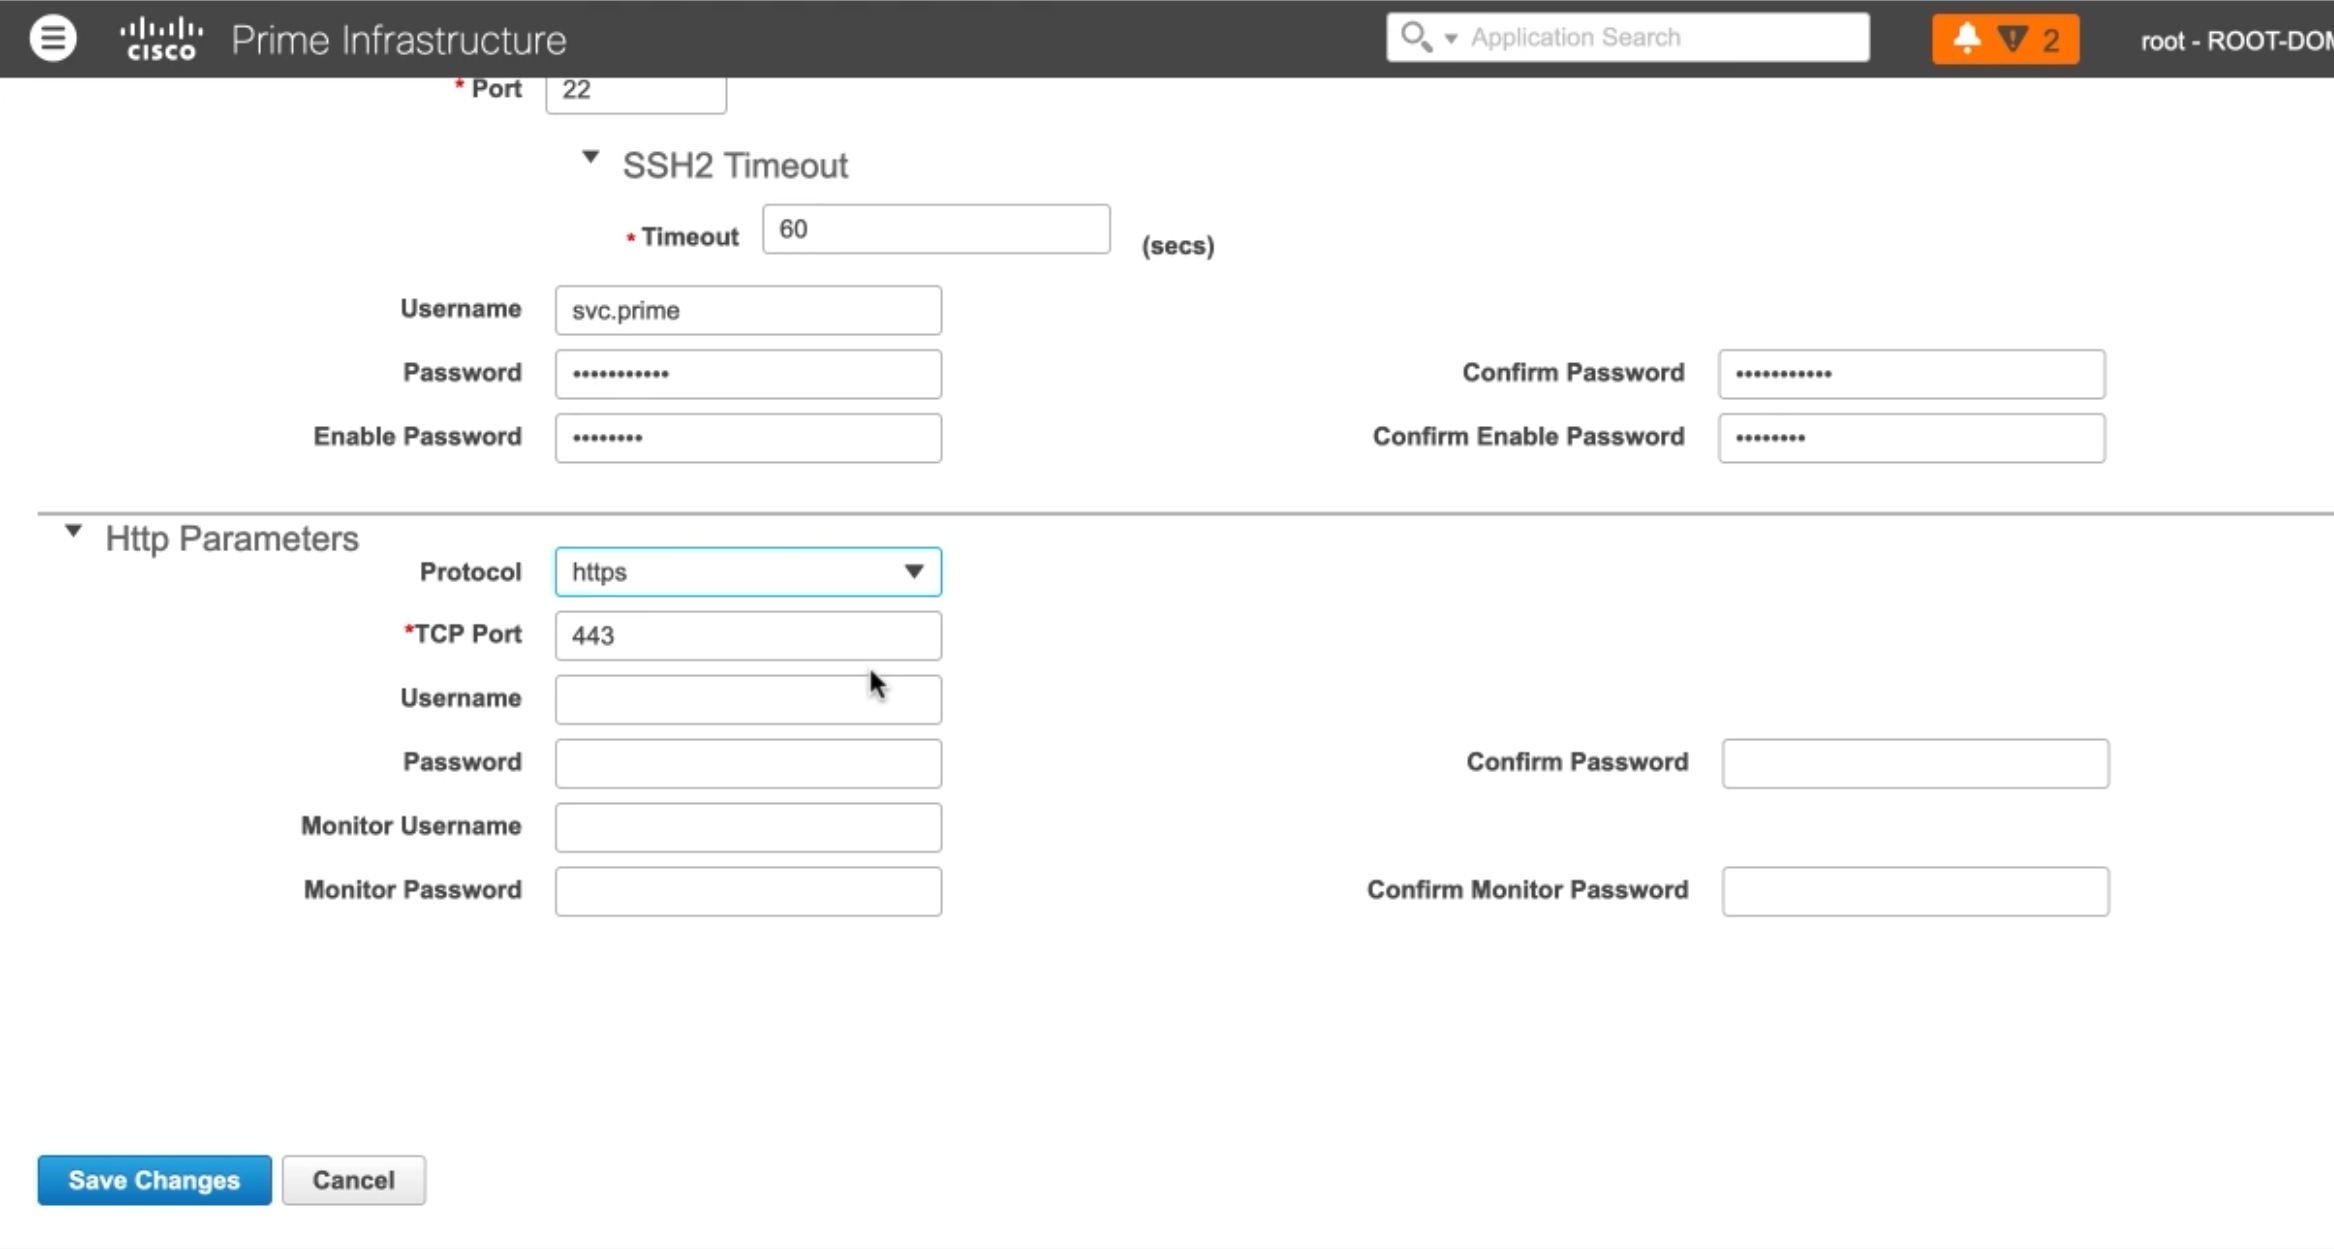 CISCO Prime Infrastructure Application Search 2 root - ROOT-DOM
* Port 22
SSH2 Timeout
* Timeout 60 (secs)
Username svc.prime
Password ••••••••••• Confirm Password •••••••••••
Enable Password •••••••• Confirm Enable Password ••••••••
Http Parameters
Protocol https
*TCP Port 443
Username
Password Confirm Password
Monitor Username
Monitor Password Confirm Monitor Password
Save Changes Cancel